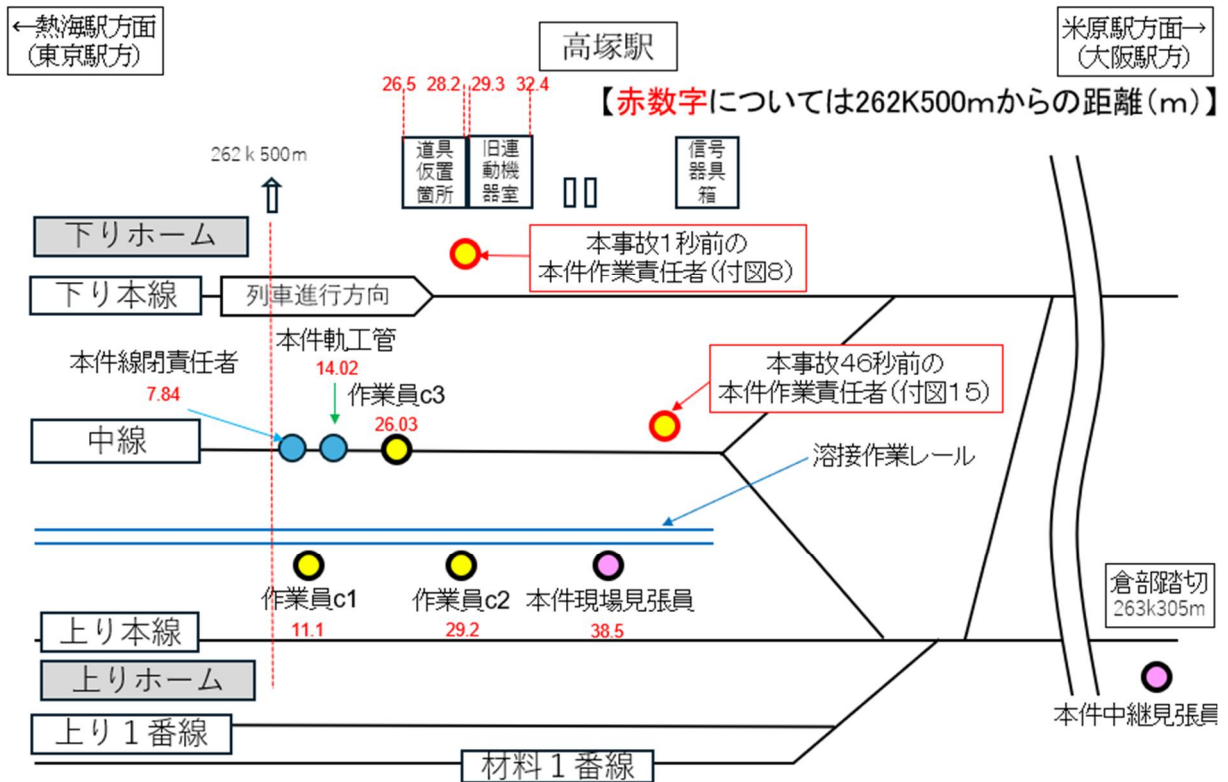 ←熱海駅方面
(東京駅方)
高塚駅
米原駅方面→
(大阪駅方)
26.5
28.2
29.3
32.4
【赤数字については262K500mからの距離(m)】
262k500m
道具
仮置
箇所
旧連
動機
器室
信号
器具
箱
下りホーム
本事故1秒前の
本件作業責任者(付図8)
下り本線
列車進行方向
本件軌工管
14.02
本件線閉責任者
7.84
作業員c3
26.03
本事故46秒前の
本件作業責任者(付図15)
中線
溶接作業レール
作業員c1
11.1
作業員c2
29.2
本件現場見張員
38.5
倉部踏切
263k305m
上り本線
上りホーム
本件中継見張員
上り1番線
材料1番線